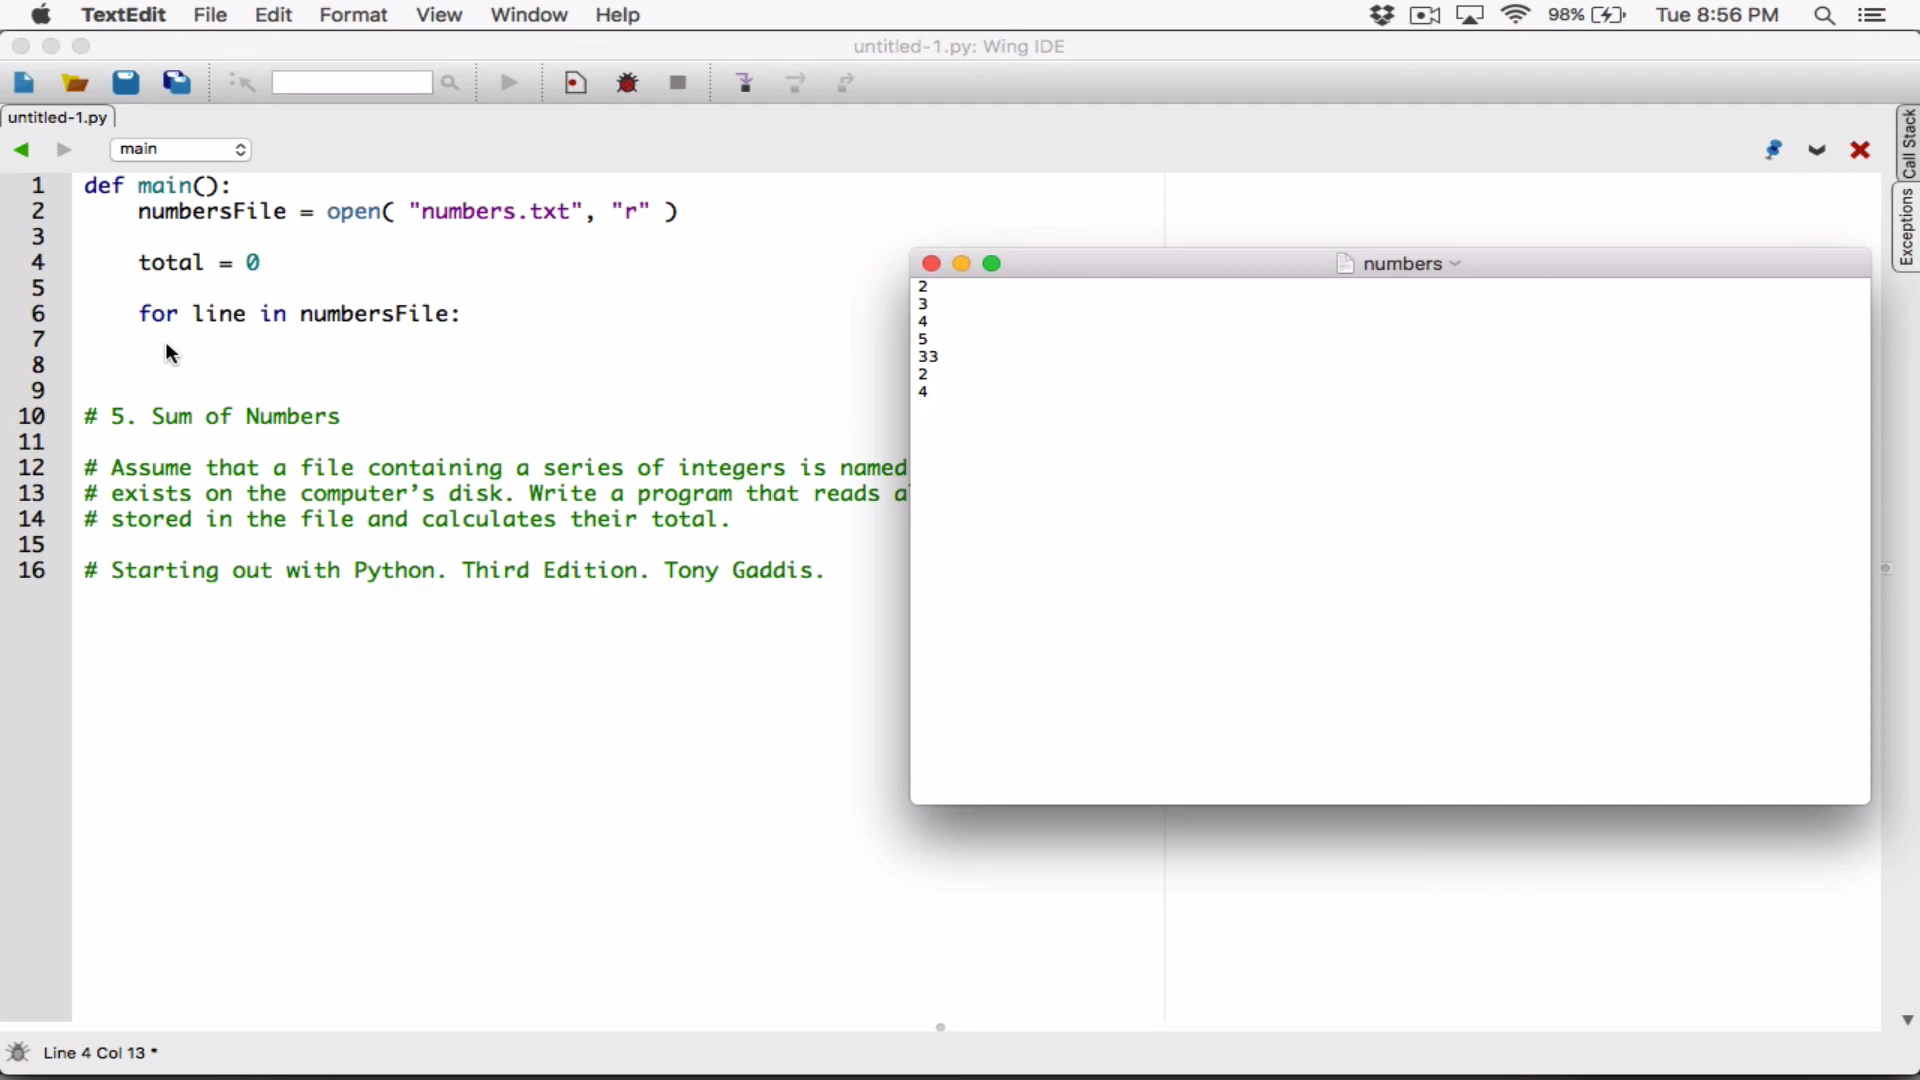 TextEdit File Edit Format View Window Help 98% Tue 8:56 PM
untitled-1.py: Wing IDE
untitled-1.py
main
Call Stack
Exceptions
1 def main():
2 numbersFile = open( "numbers.txt", "r" )
3
4 total = 0
5
6 for line in numbersFile:
7
8
9
10 # 5. Sum of Numbers
11
12 # Assume that a file containing a series of integers is named
13 # exists on the computer’s disk. Write a program that reads a
14 # stored in the file and calculates their total.
15
16 # Starting out with Python. Third Edition. Tony Gaddis.
numbers
2
3
4
5
33
2
4
Line 4 Col 13 *